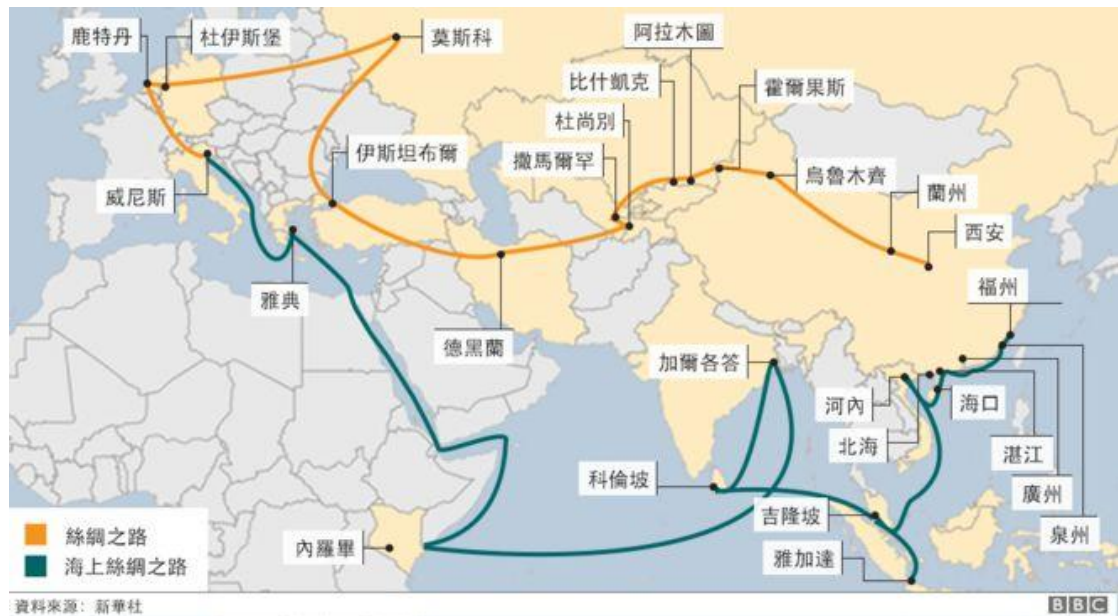 鹿特丹
杜伊斯堡
莫斯科
阿拉木圖
比什凱克
霍爾果斯
杜尚別
伊斯坦布爾
撒馬爾罕
烏魯木齊
威尼斯
蘭州
西安
福州
雅典
德黑蘭
加爾各答
河內
海口
北海
湛江
科倫坡
廣州
吉隆坡
泉州
絲綢之路
內羅畢
海上絲綢之路
雅加達
資料來源：新華社
BBC